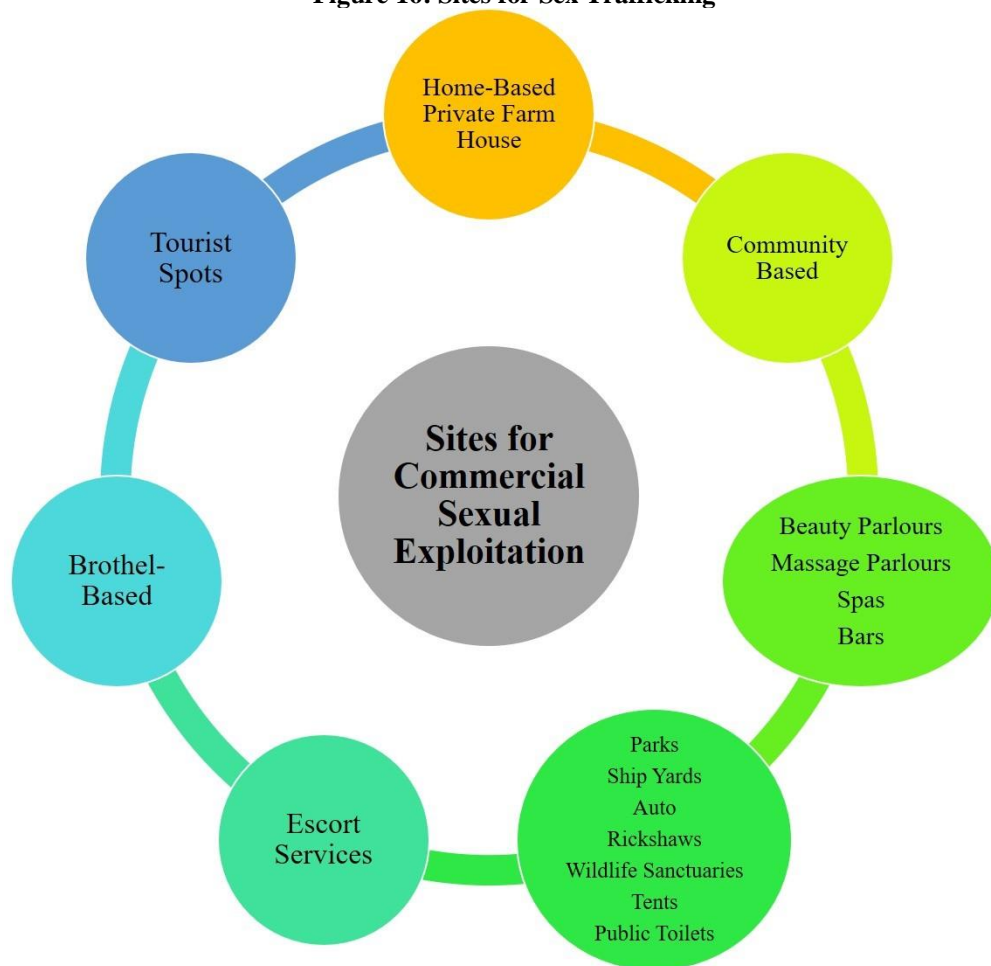 Figure 10: Sites for Sex Trafficking
Home-Based
Private Farm
House
Community
Based
Beauty Parlours
Massage Parlours
Spas
Bars
Parks
Ship Yards
Auto
Rickshaws
Wildlife Sanctuaries
Tents
Public Toilets
Escort
Services
Brothel-
Based
Tourist
Spots
Sites for
Commercial
Sexual
Exploitation